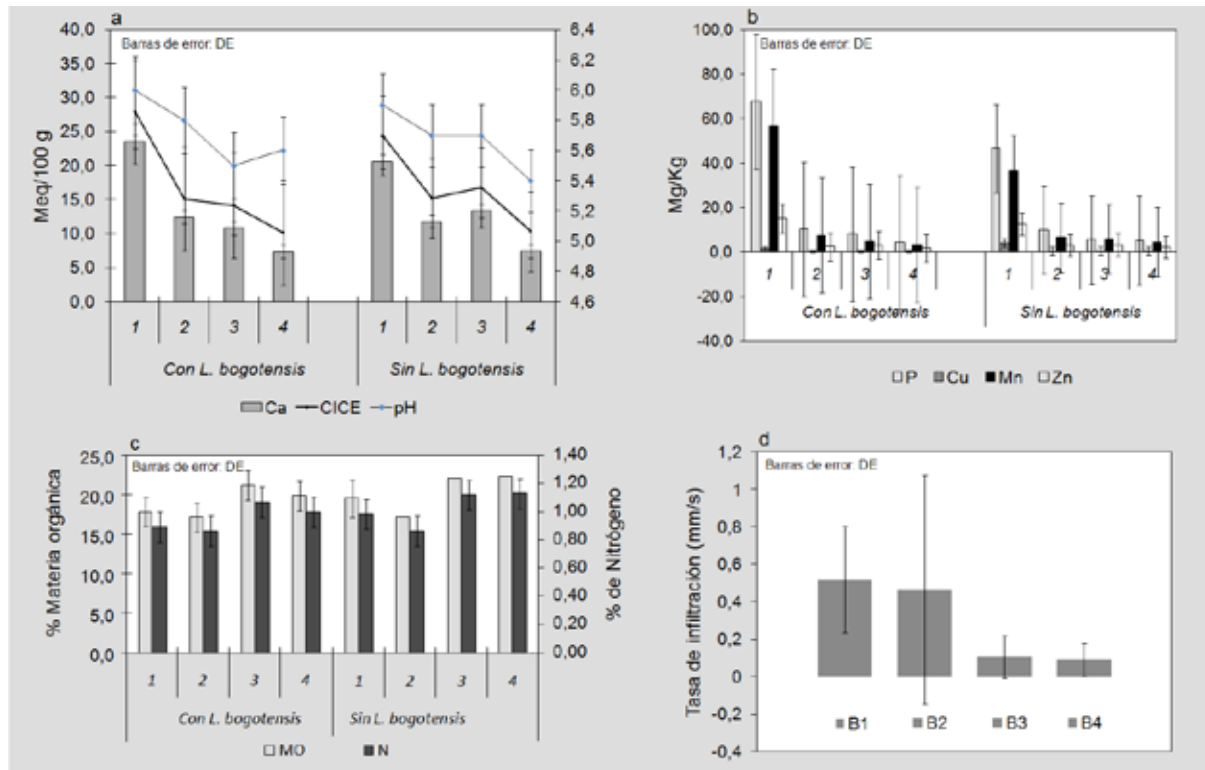 a
Barras de error: DE
Meq/100 g
40,0
35,0
30,0
25,0
20,0
15,0
10,0
5,0
0,0
6,4
6,2
6,0
5,8
5,6
5,4
5,2
5,0
4,8
4,6
1 2 3 4 1 2 3 4
Con L. bogotensis Sin L. bogotensis
Ca CICE pH
b
Barras de error: DE
Mg/Kg
100,0
80,0
60,0
40,0
20,0
0,0
-20,0
-40,0
1 2 3 4 1 2 3 4
Con L. bogotensis Sin L. bogotensis
P Cu Mn Zn
c
Barras de error: DE
% Materia orgánica
25,0
20,0
15,0
10,0
5,0
0,0
1,40
1,20
1,00
0,80
0,60
0,40
0,20
0,00
% de Nitrógeno
1 2 3 4 1 2 3 4
Con L. bogotensis Sin L. bogotensis
MO N
d
Barras de error: DE
Tasa de infiltración (mm/s)
1,2
1
0,8
0,6
0,4
0,2
0
-0,2
-0,4
B1 B2 B3 B4